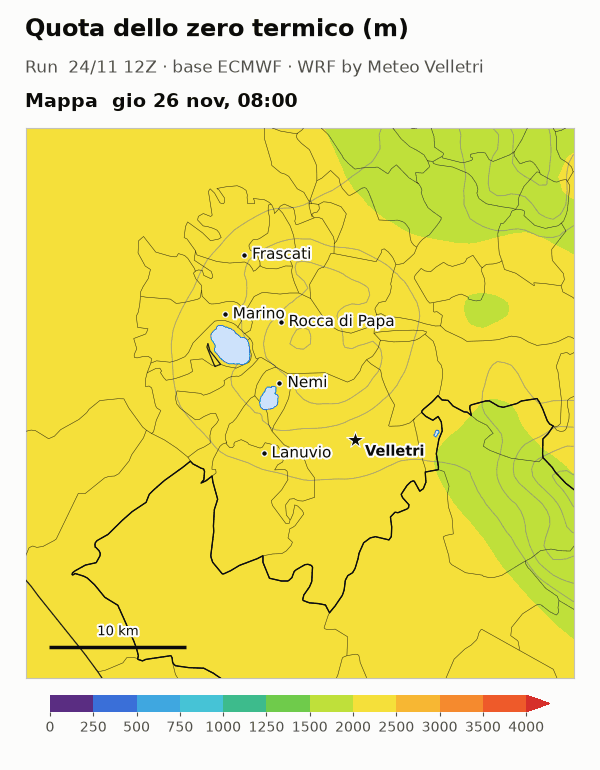 Quota dello zero termico (m)
Run  24/11 12Z · base ECMWF · WRF by Meteo Velletri
Mappa  gio 26 nov, 08:00
Frascati
Marino
Rocca di Papa
Nemi
Velletri
Lanuvio
10 km
0 250 500 750 1000 1250 1500 2000 2500 3000 3500 4000